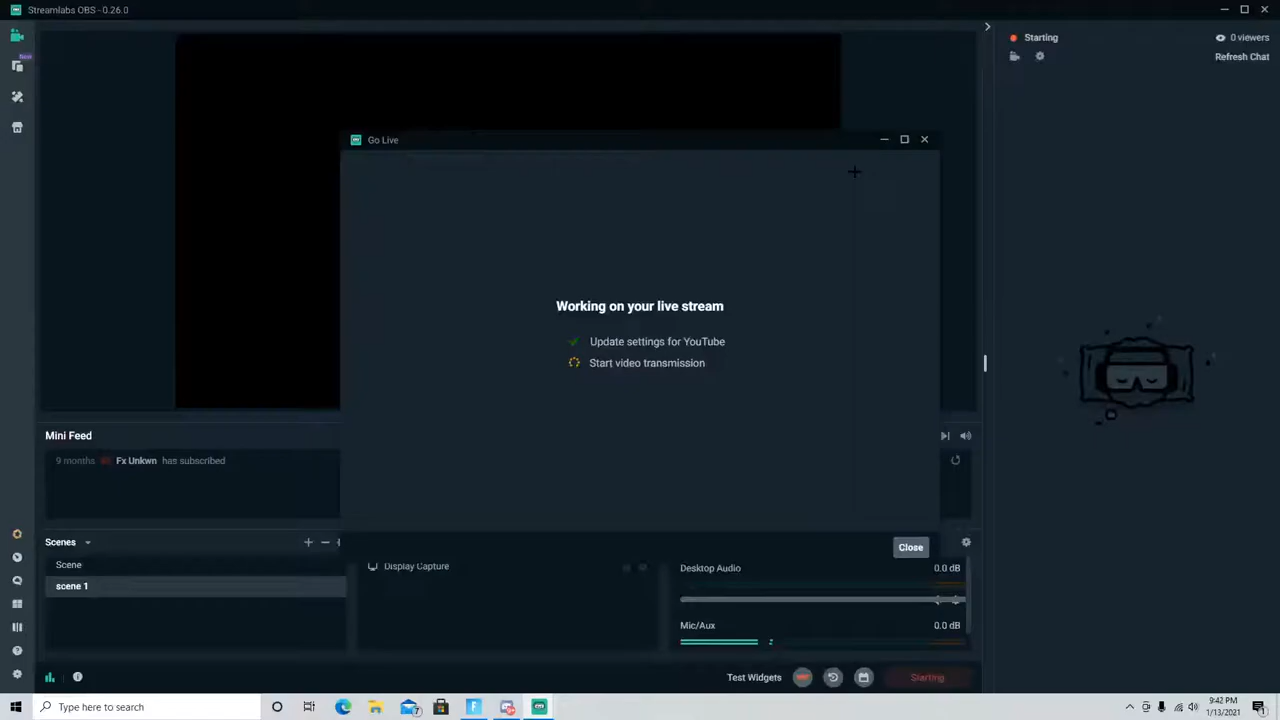 Streamlabs OBS - 0.26.0
Starting
0 viewers
New
Refresh Chat
Go Live
Working on your live stream
Update settings for YouTube
Start video transmission
Mini Feed
9 months
Fx Unkwn has subscribed
Scenes
Close
Scene
Display Capture
Desktop Audio
0.0 dB
scene 1
Mic/Aux
0.0 dB
Test Widgets
Starting
Type here to search
7
9:42 PM
1/13/2021
1